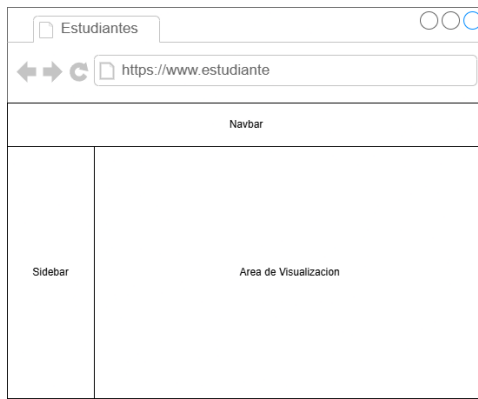 Estudiantes
https://www.estudiante
Navbar
Sidebar
Area de Visualizacion